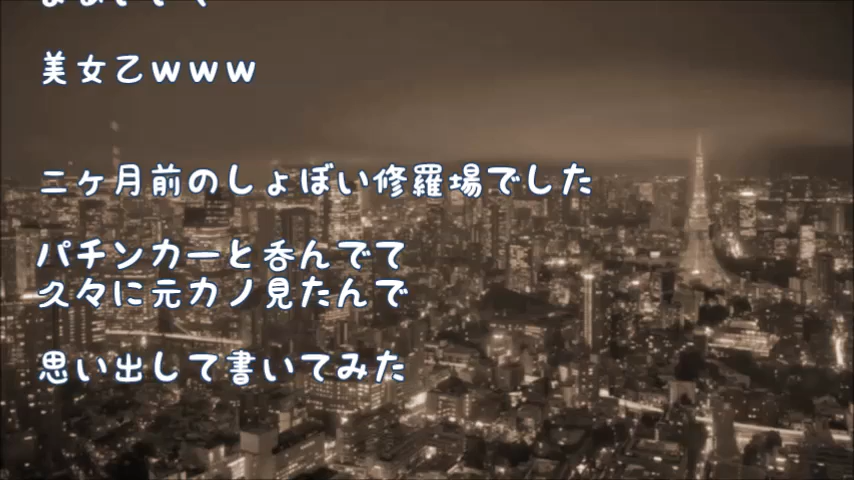 美女乙ｗｗｗ
二ヶ月前のしょぼい修羅場でした
パチンカーと呑んでて
久々に元カノ見たんで
思い出して書いてみた